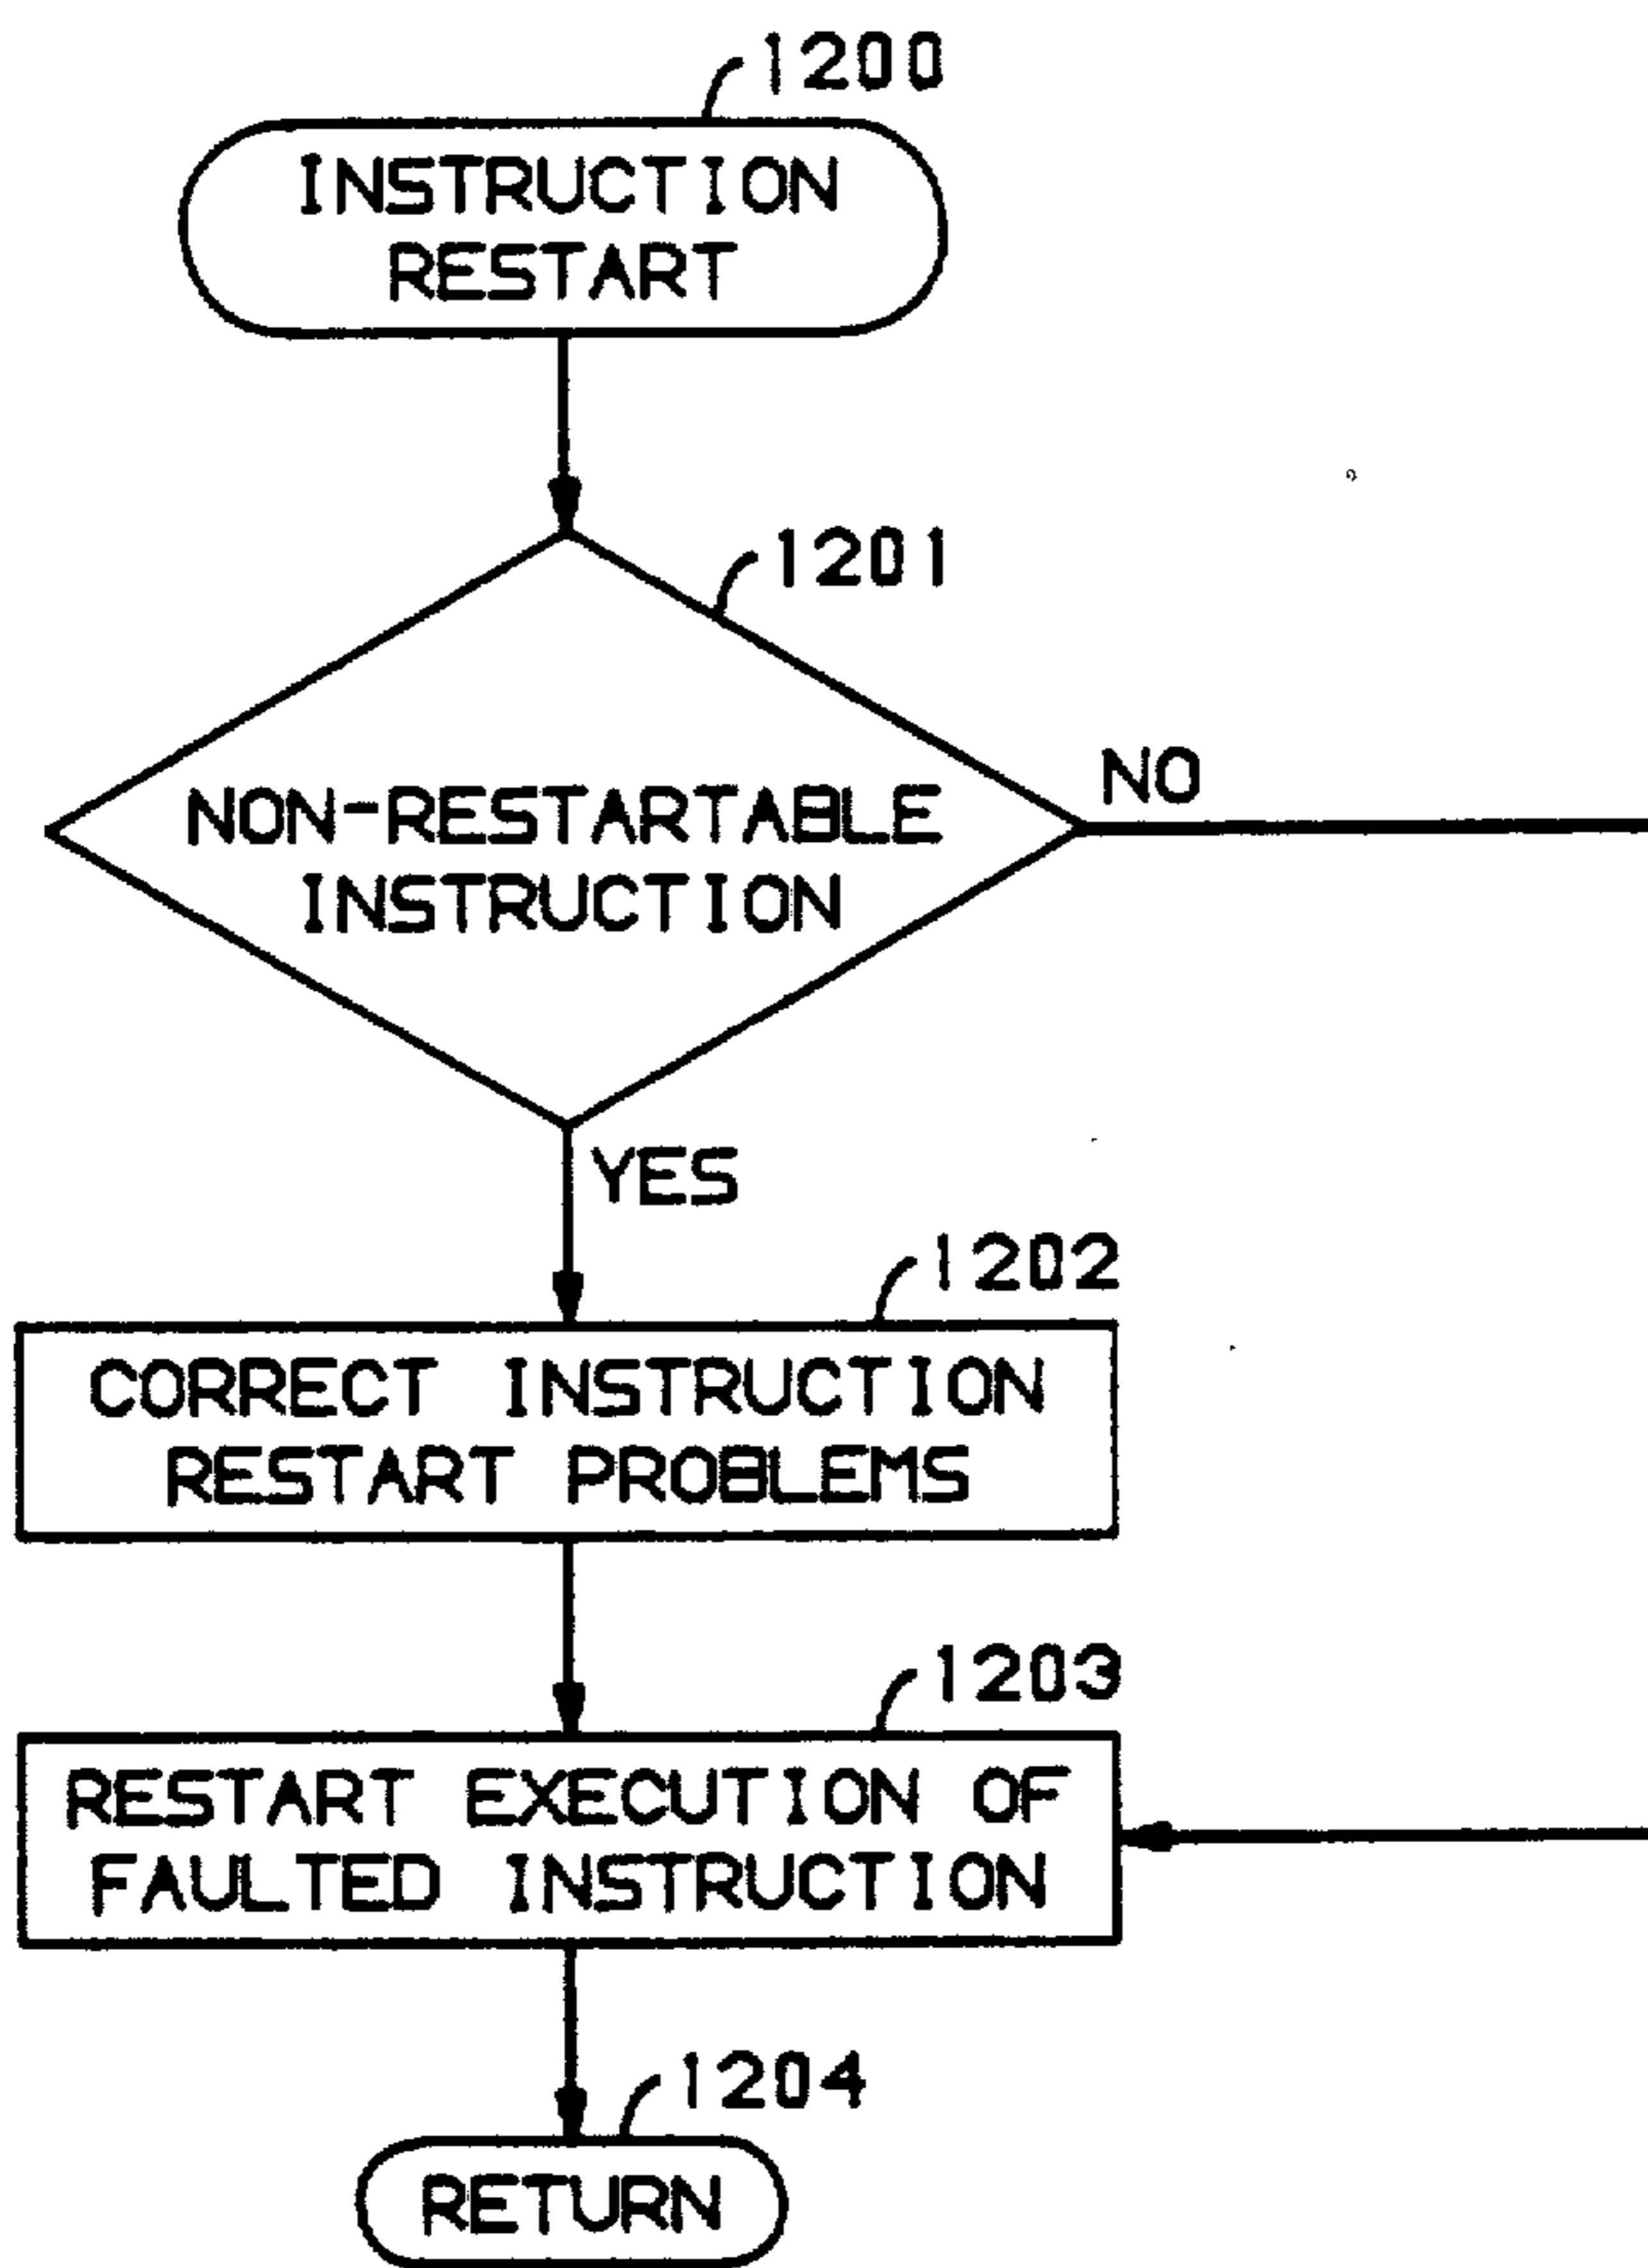 1200
INSTRUCTION
RESTART
1201
NON-RESTARTABLE
INSTRUCTION
NO
YES
1202
CORRECT INSTRUCTION
RESTART PROBLEMS
1203
RESTART EXECUTION OF
FAULTED INSTRUCTION
1204
RETURN